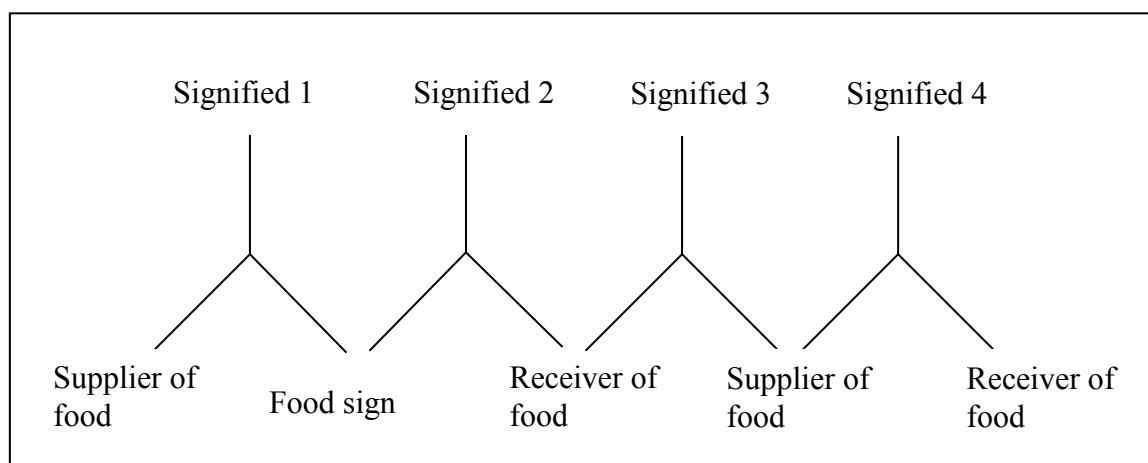 Signified 1 Signified 2 Signified 3 Signified 4
Supplier of
food
Food sign
Receiver of
food
Supplier of
food
Receiver of
food